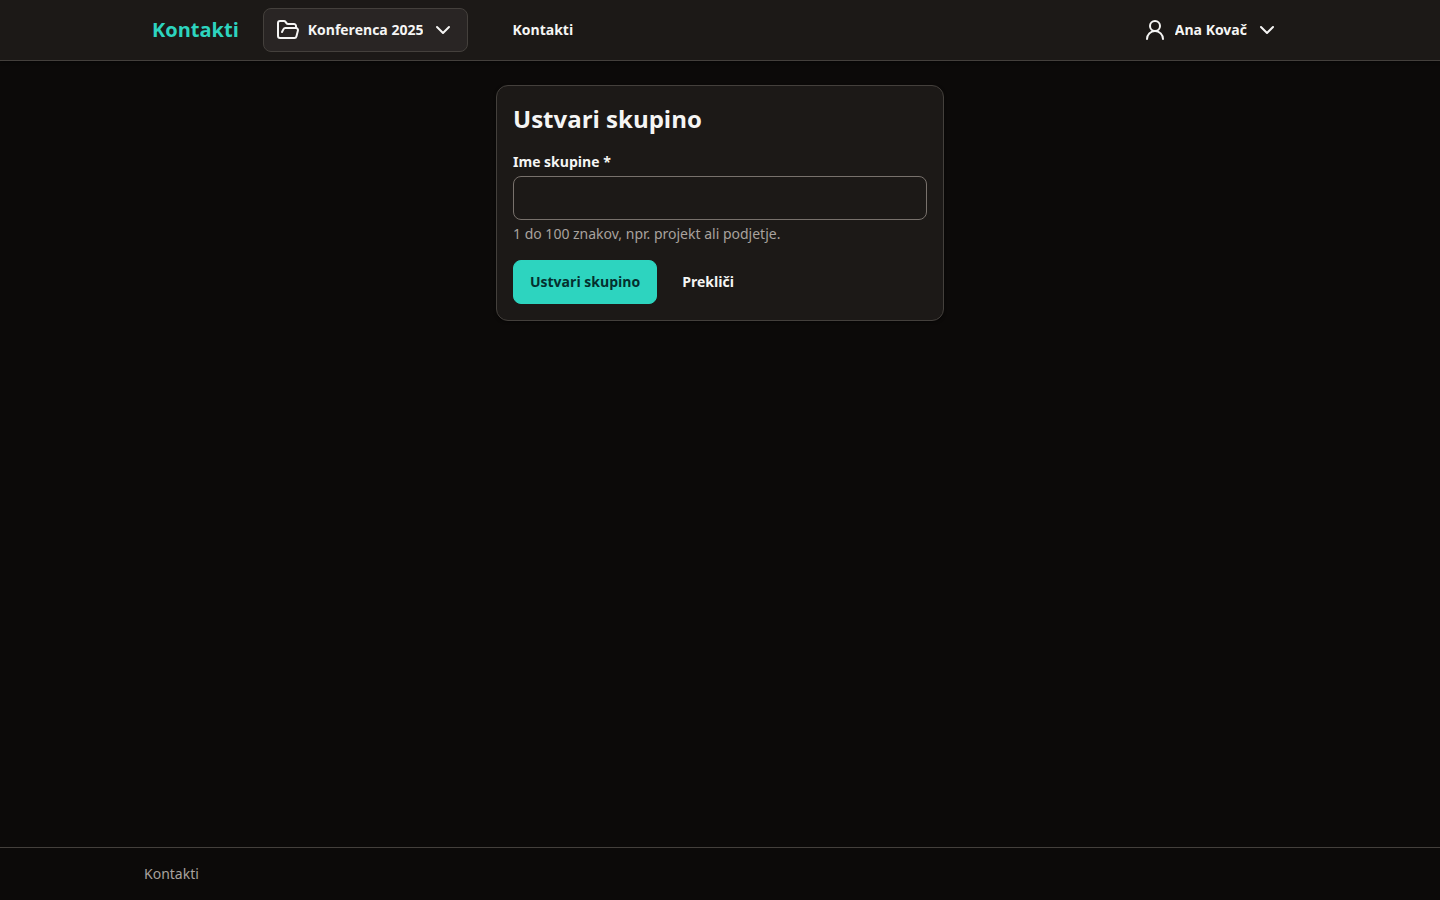 Kontakti
Konferenca 2025
Kontakti
Ana Kovač
Ustvari skupino
Ime skupine *
1 do 100 znakov, npr. projekt ali podjetje.
Ustvari skupino
Prekliči
Kontakti